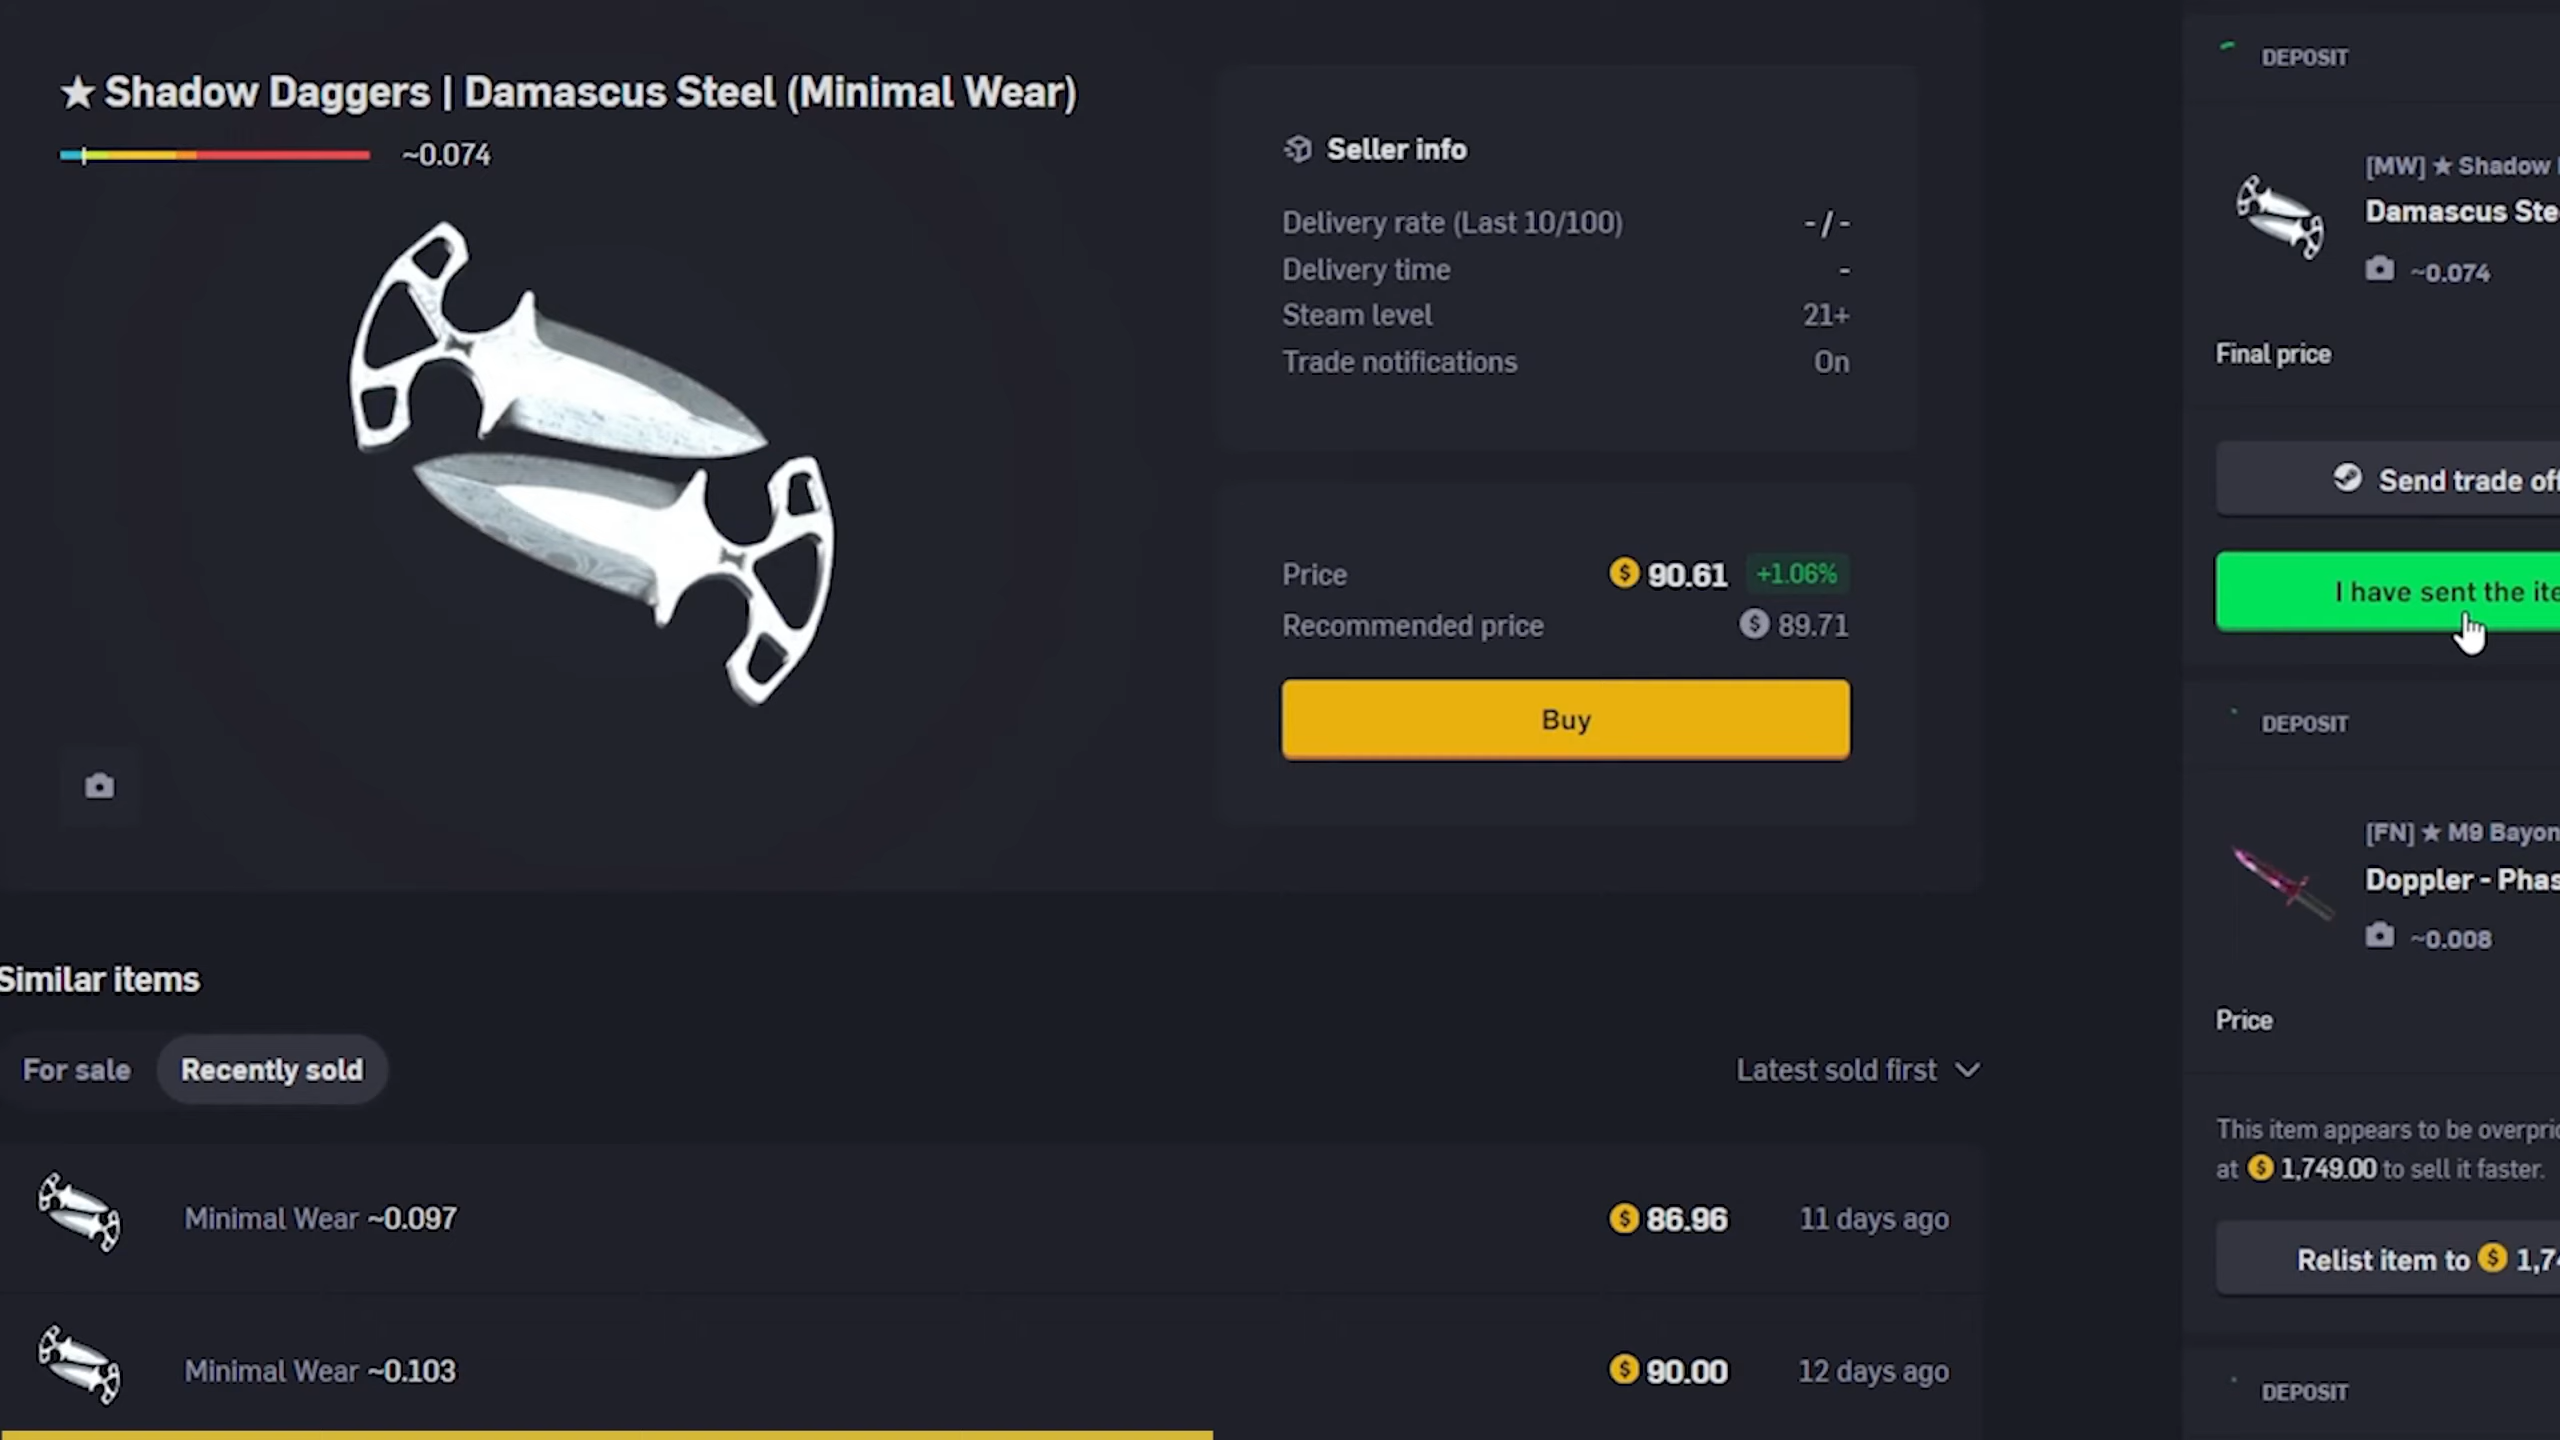 ★ Shadow Daggers | Damascus Steel (Minimal Wear)
~0.074
Seller info
Delivery rate (Last 10/100) - / -
Delivery time -
Steam level 21+
Trade notifications On
Price 90.61 +1.06%
Recommended price 89.71
Buy
Similar items
For sale Recently sold Latest sold first
Minimal Wear ~0.097 86.96 11 days ago
Minimal Wear ~0.103 90.00 12 days ago
DEPOSIT
[MW] ★ Shadow
Damascus Ste
~0.074
Final price
Send trade off
I have sent the ite
DEPOSIT
[FN] ★ M9 Bayon
Doppler - Phas
~0.008
Price
This item appears to be overpric
at 1,749.00 to sell it faster.
Relist item to 1,74
DEPOSIT